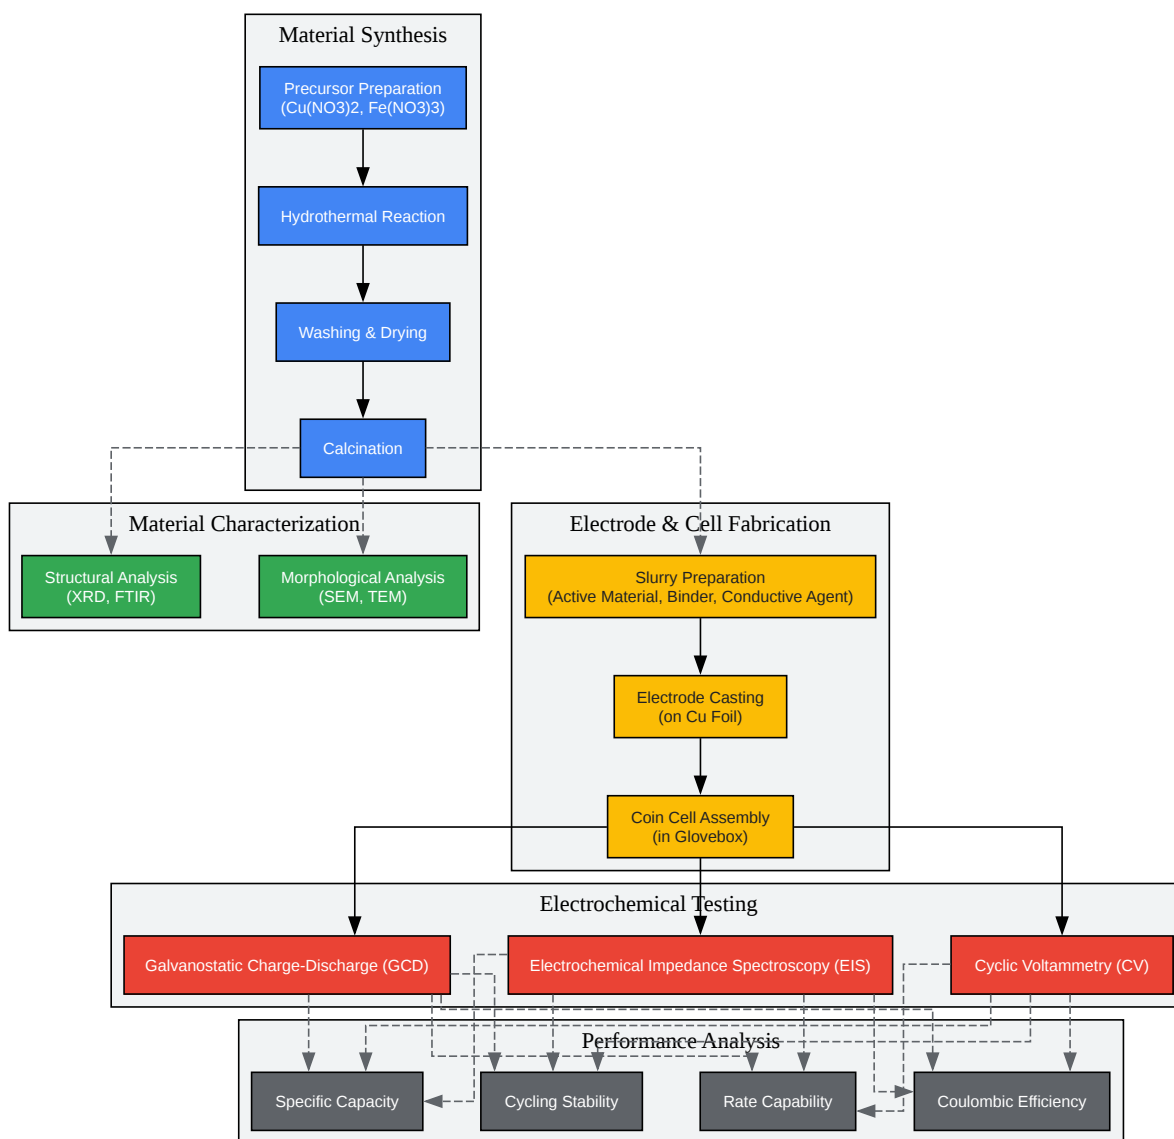 Material Synthesis
Precursor Preparation
(Cu(NO3)2, Fe(NO3)3)
Hydrothermal Reaction
Washing & Drying
Calcination
Material Characterization
Structural Analysis
(XRD, FTIR)
Morphological Analysis
(SEM, TEM)
Electrode & Cell Fabrication
Slurry Preparation
(Active Material, Binder, Conductive Agent)
Electrode Casting
(on Cu Foil)
Coin Cell Assembly
(in Glovebox)
Electrochemical Testing
Galvanostatic Charge-Discharge (GCD)
Electrochemical Impedance Spectroscopy (EIS)
Cyclic Voltammetry (CV)
Performance Analysis
Specific Capacity
Cycling Stability
Rate Capability
Coulombic Efficiency